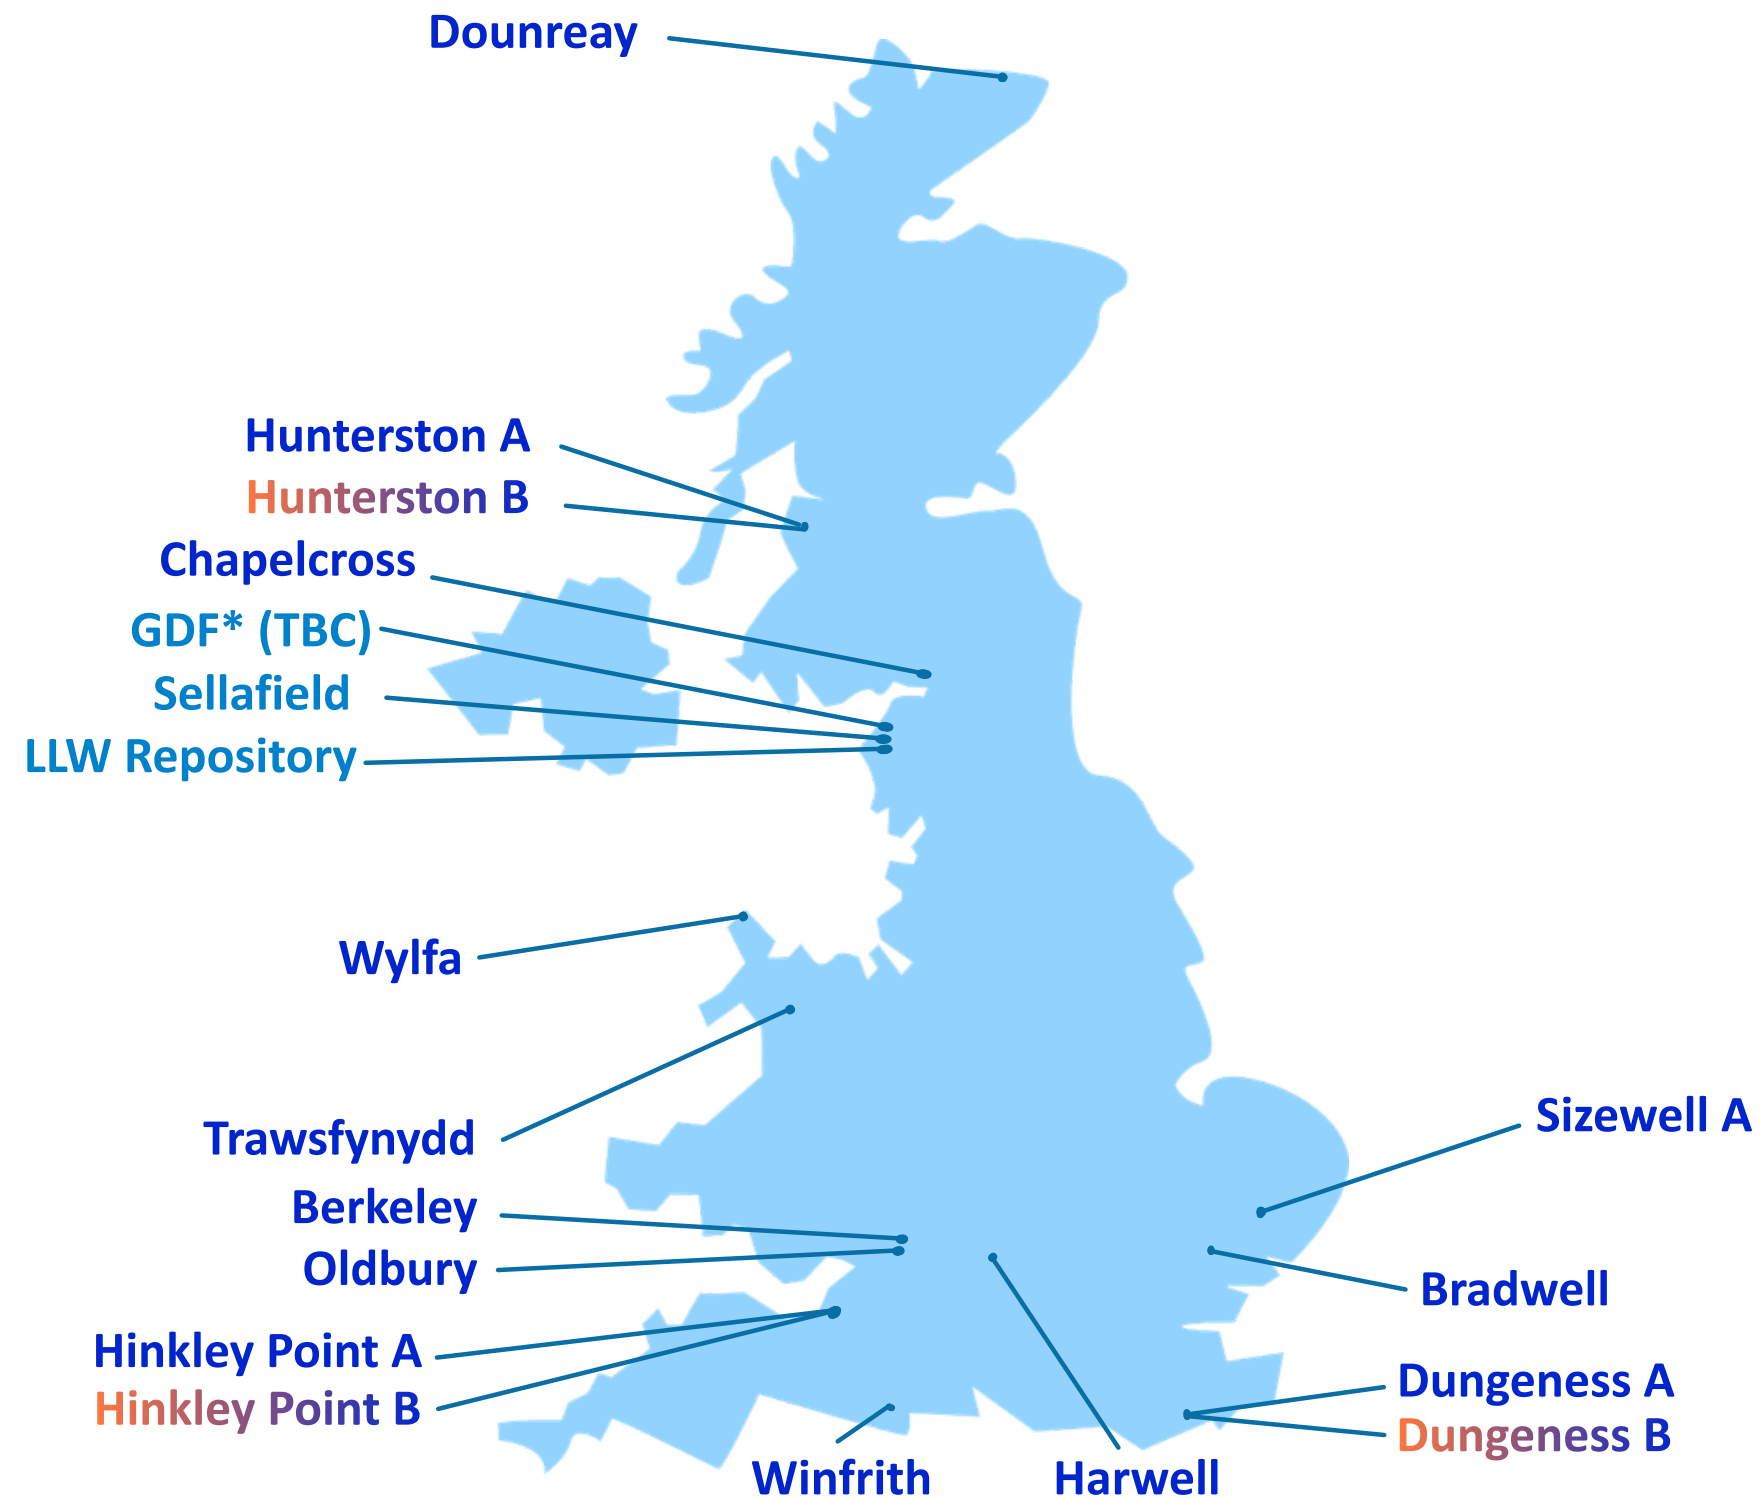 Dounreay
Hunterston A
Hunterston B
Chapelcross
GDF* (TBC)
Sellafield
LLW Repository
Wylfa
Trawsfynydd
Sizewell A
Berkeley
Oldbury
Bradwell
Hinkley Point A
Hinkley Point B
Dungeness A
Dungeness B
Winfrith
Harwell